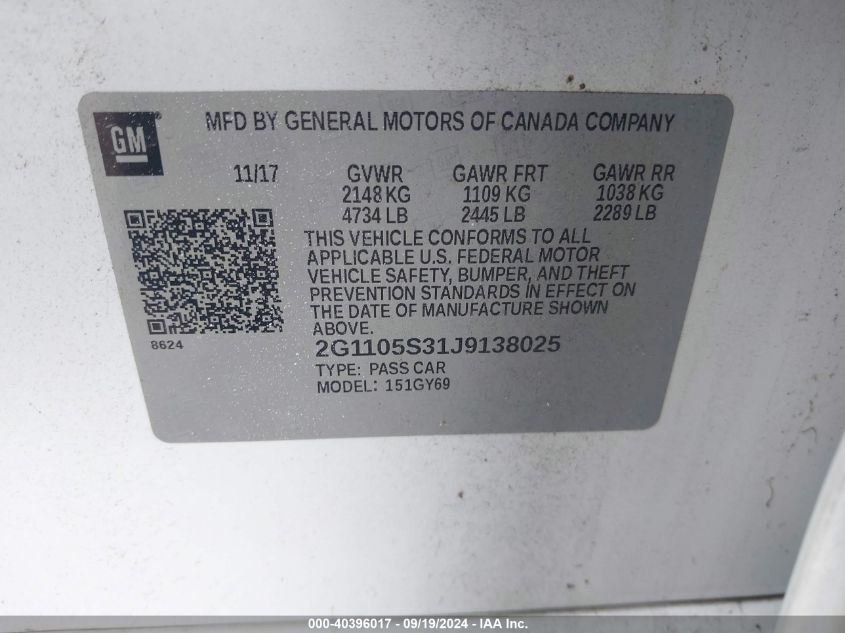 GM
MFD BY GENERAL MOTORS OF CANADA COMPANY
11/17 GVWR GAWR FRT GAWR RR
2148 KG 1109 KG 1038 KG
4734 LB 2445 LB 2289 LB
THIS VEHICLE CONFORMS TO ALL
APPLICABLE U.S. FEDERAL MOTOR
VEHICLE SAFETY, BUMPER, AND THEFT
PREVENTION STANDARDS IN EFFECT ON
THE DATE OF MANUFACTURE SHOWN
ABOVE.
8624
2G1105S31J9138025
TYPE: PASS CAR
MODEL: 151GY69
000-40396017 - 09/19/2024 - IAA Inc.